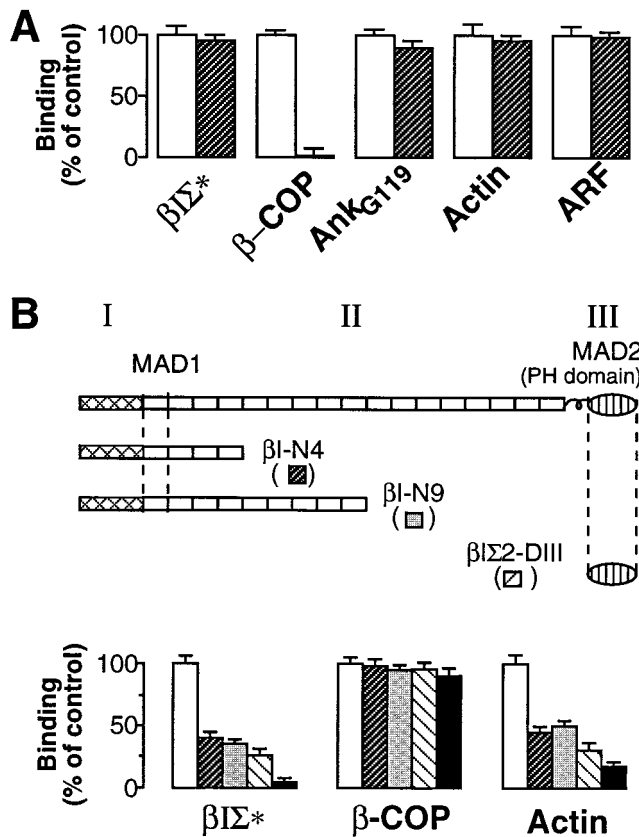 A
Binding
(% of control)
100
50
0
βIΣ*
β–COP
AnkG119
Actin
ARF
B
I
II
III
MAD1
MAD2
(PH domain)
βI-N4
( )
βI-N9
( )
βIΣ2-DIII
( )
Binding
(% of control)
100
50
0
βIΣ*
β-COP
Actin